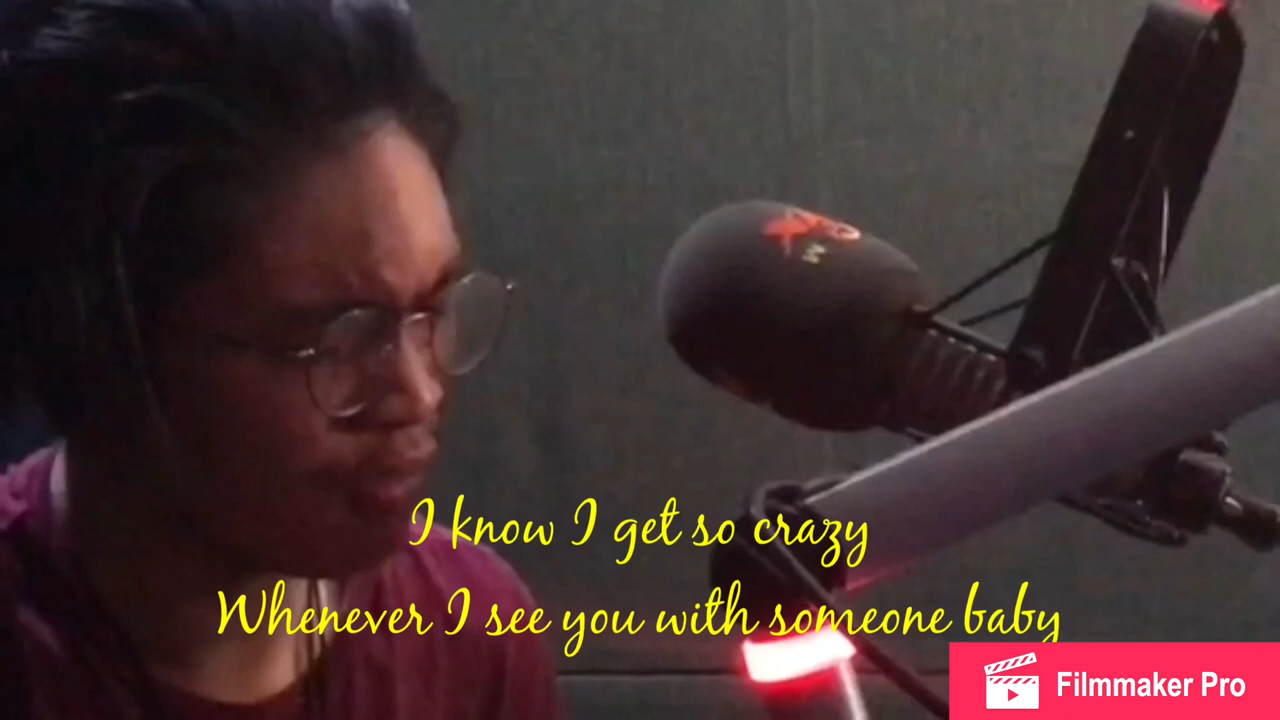 I know I get so crazy
Whenever I see you with someone baby
Filmmaker Pro